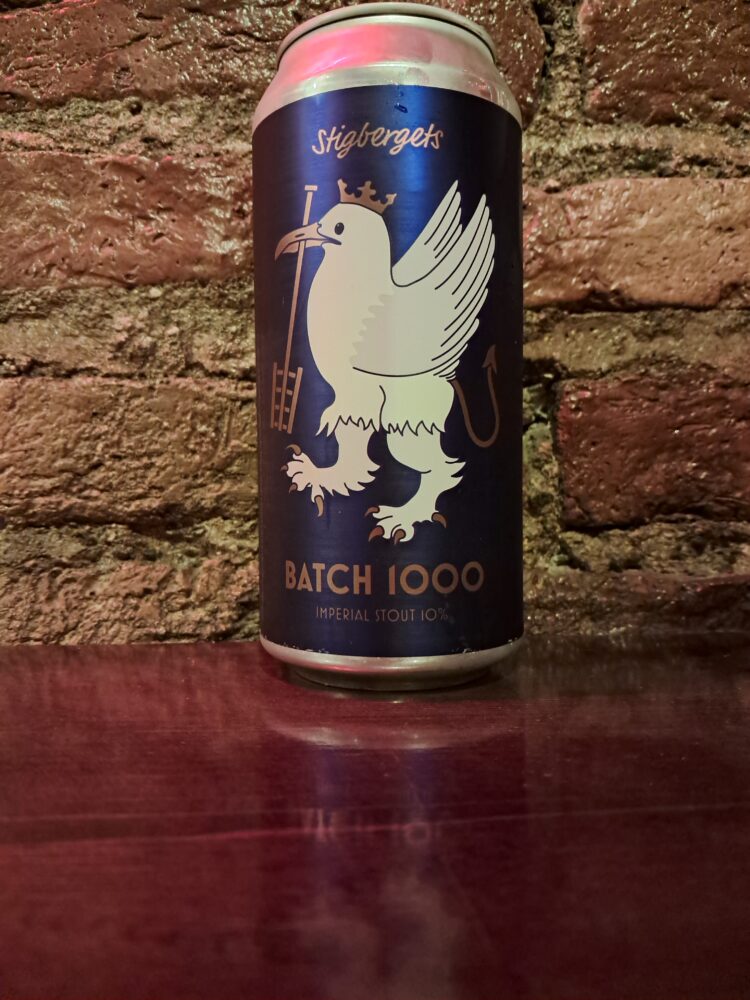 Stigbergets
BATCH 1000
IMPERIAL STOUT 10%